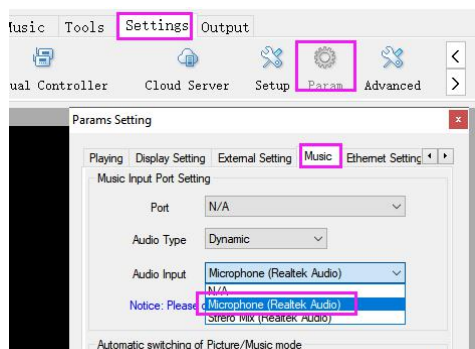 Music Tools Settings Output
ual Controller Cloud Server Setup Param Advanced
Params Setting
Playing Display Setting External Setting Music Ethernet Setting
Music Input Port Setting
Port N/A
Audio Type Dynamic
Audio Input Microphone (Realtek Audio)
N/A
Notice: Please Microphone (Realtek Audio)
Strero Mix (Realtek Audio)
Automatic switching of Picture/Music mode